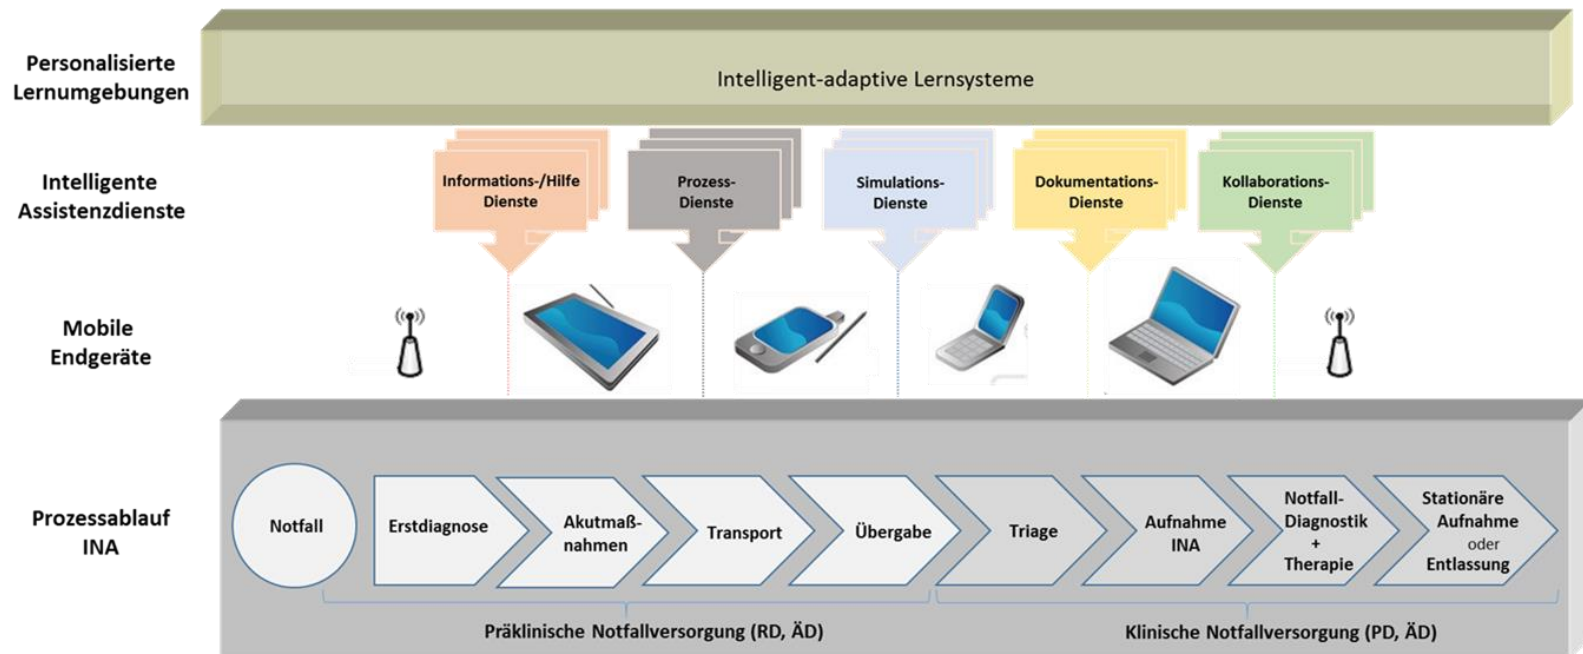 Personalisierte
Lernumgebungen
Intelligent-adaptive Lernsysteme
Intelligente
Assistenzdienste
Informations-/Hilfe
Dienste
Prozess-
Dienste
Simulations-
Dienste
Dokumentations-
Dienste
Kollaborations-
Dienste
Mobile
Endgeräte
Prozessablauf
INA
Notfall
Erstdiagnose
Akutmaß-
nahmen
Transport
Übergabe
Triage
Aufnahme
INA
Notfall-
Diagnostik
+
Therapie
Stationäre
Aufnahme
oder
Entlassung
Präklinische Notfallversorgung (RD, ÄD)
Klinische Notfallversorgung (PD, ÄD)